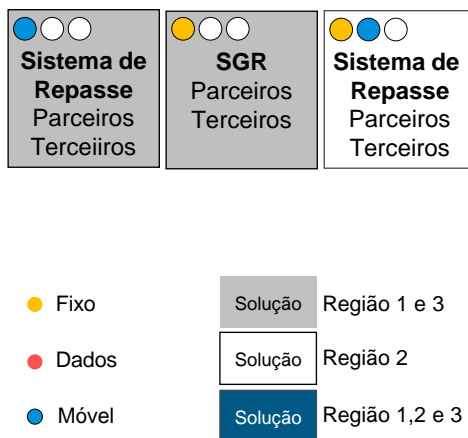 Sistema de
Repasse
Parceiros
Terceiiros
SGR
Parceiros
Terceiros
Sistema de
Repasse
Parceiros
Terceiros
Fixo
Solução
Região 1 e 3
Dados
Solução
Região 2
Móvel
Solução
Região 1,2 e 3